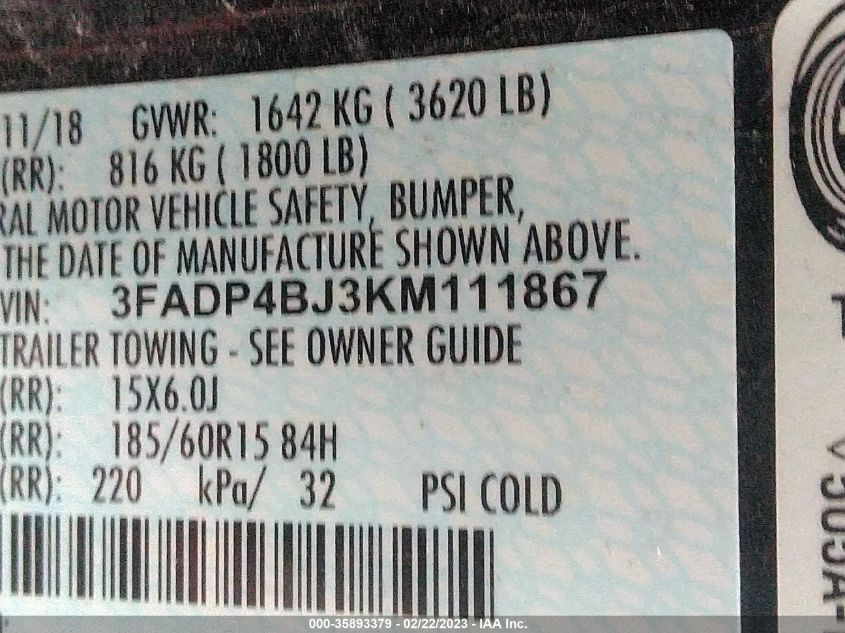 11/18 GVWR: 1642 KG ( 3620 LB)
(RR): 816 KG ( 1800 LB)
RAL MOTOR VEHICLE SAFETY, BUMPER,
THE DATE OF MANUFACTURE SHOWN ABOVE.
VIN: 3FADP4BJ3KM111867
TRAILER TOWING - SEE OWNER GUIDE
(RR): 15X6.0J
(RR): 185/60R15 84H
(RR): 220 kPa/ 32 PSI COLD
000-35893379 - 02/22/2023 - IAA Inc.